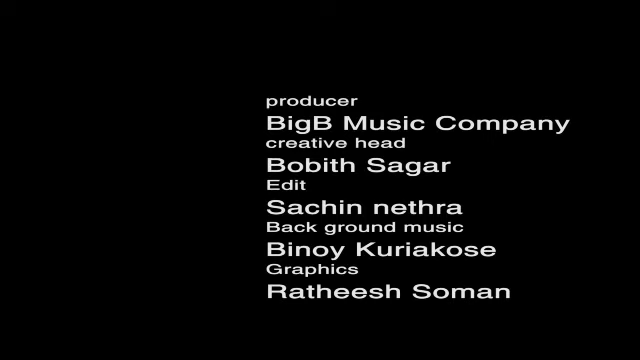 producer
BigB Music Company
creative head
Bobith Sagar
Edit
Sachin nethra
Back ground music
Binoy Kuriakose
Graphics
Ratheesh Soman